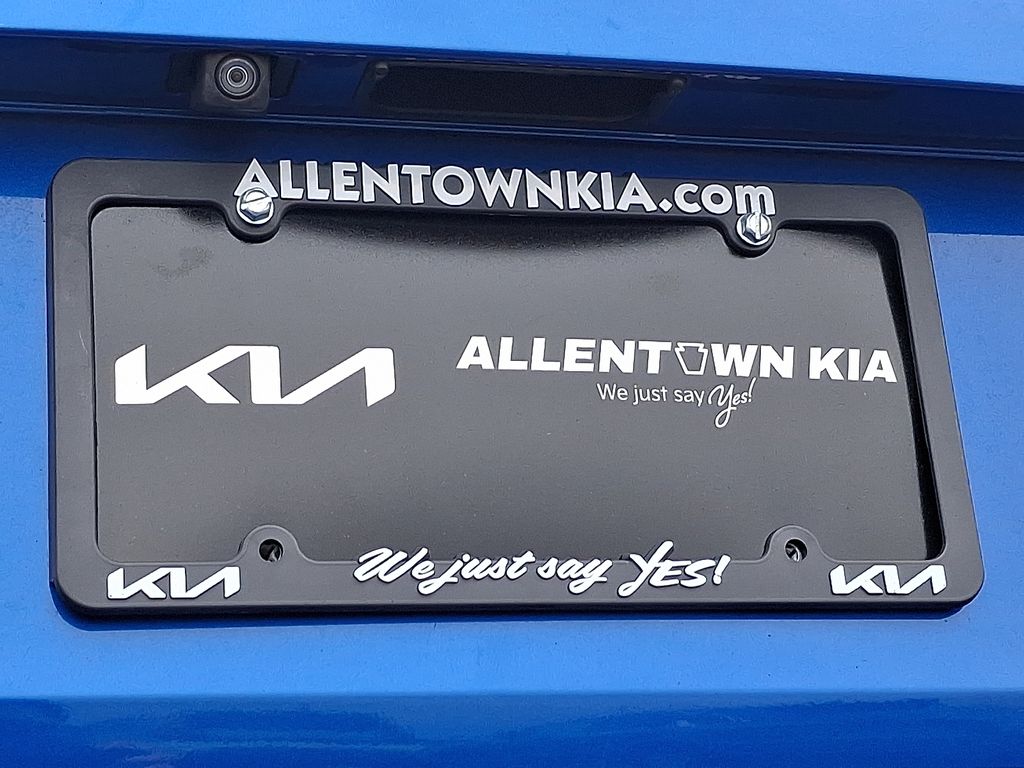 ALLENTOWNKIA.com
KIA
ALLENTOWN KIA
We just say Yes!
KIA
We just say YES!
KIA